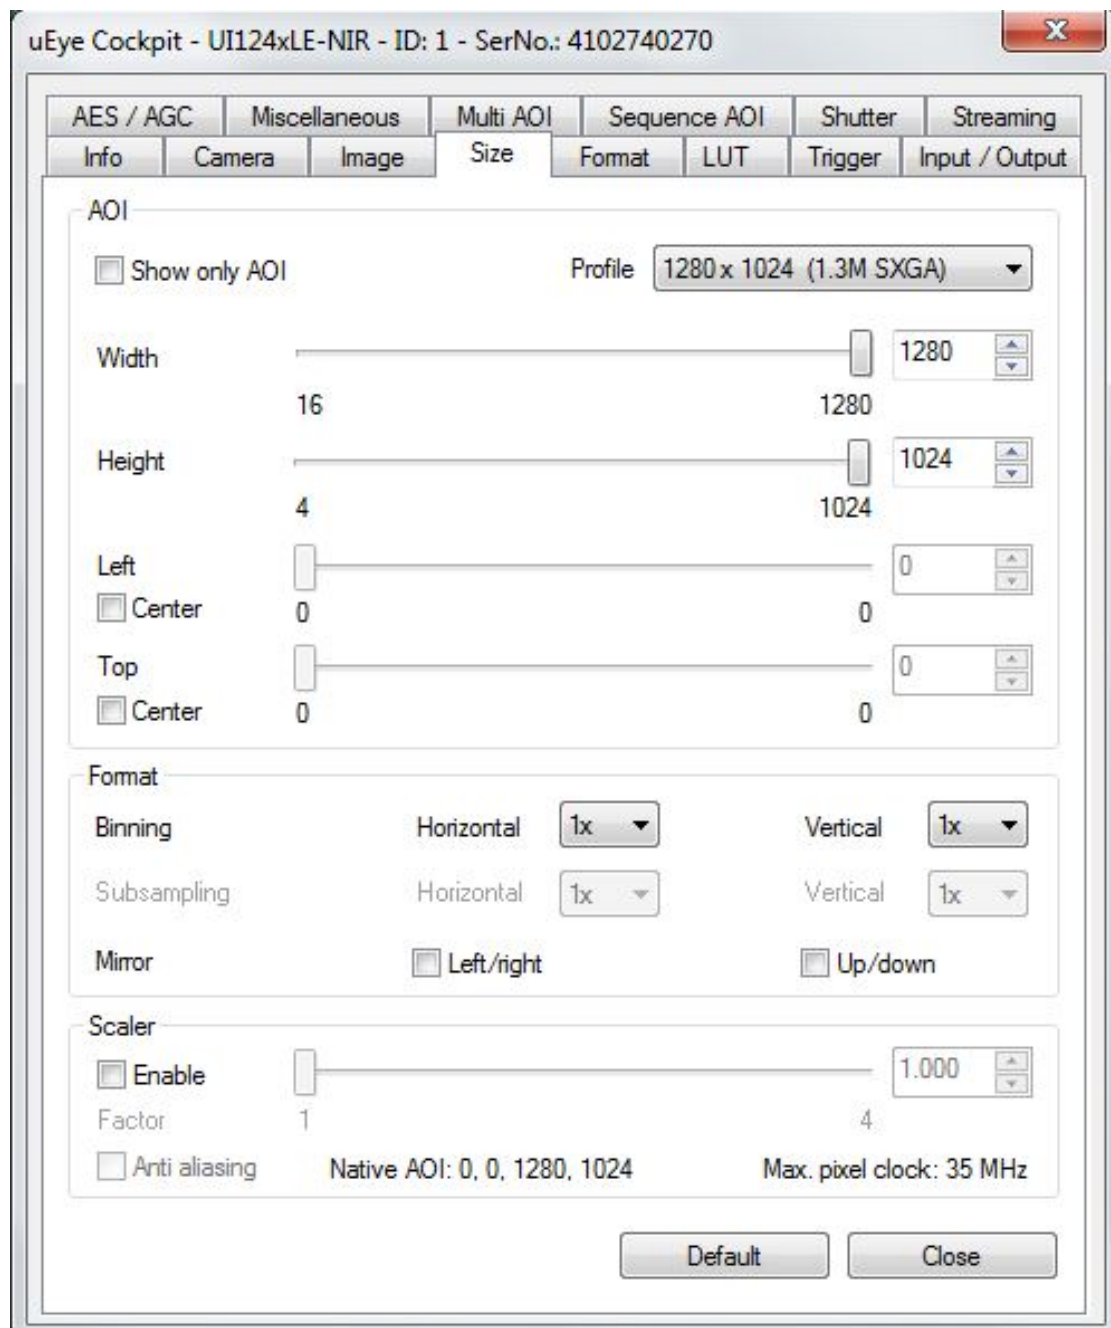 uEye Cockpit - UI124xLE-NIR - ID: 1 - SerNo.: 4102740270
AES / AGC Miscellaneous Multi AOI Sequence AOI Shutter Streaming
Info Camera Image Size Format LUT Trigger Input / Output
AOI
Show only AOI Profile 1280 x 1024 (1.3M SXGA)
Width 1280
16 1280
Height 1024
4 1024
Left 0
Center 0 0
Top 0
Center 0 0
Format
Binning Horizontal 1x Vertical 1x
Subsampling Horizontal 1x Vertical 1x
Mirror Left/right Up/down
Scaler
Enable 1.000
Factor 1 4
Anti aliasing Native AOI: 0, 0, 1280, 1024 Max. pixel clock: 35 MHz
Default Close